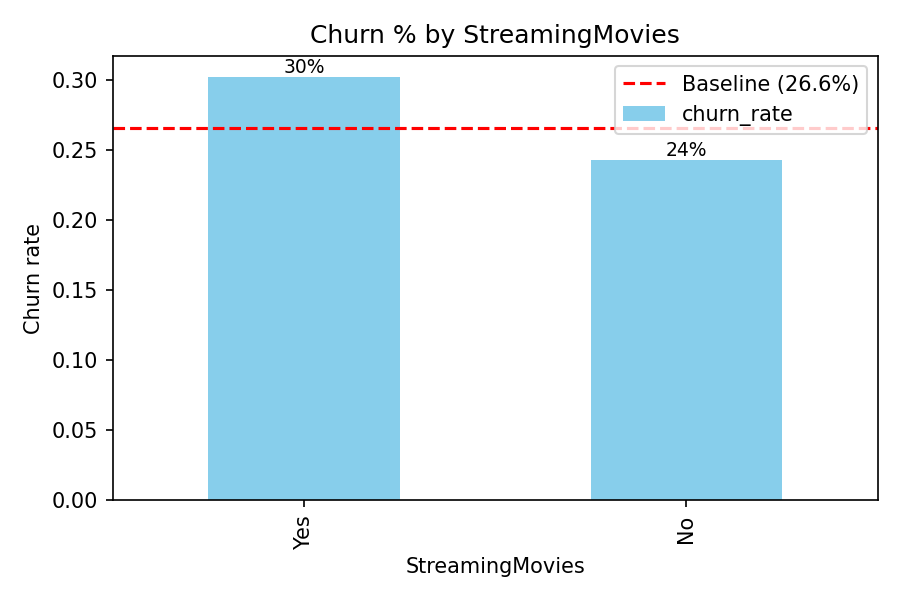 Churn % by StreamingMovies
30%
Baseline (26.6%)
churn_rate
24%
0.30
0.25
0.20
0.15
0.10
0.05
0.00
Churn rate
Yes
No
StreamingMovies